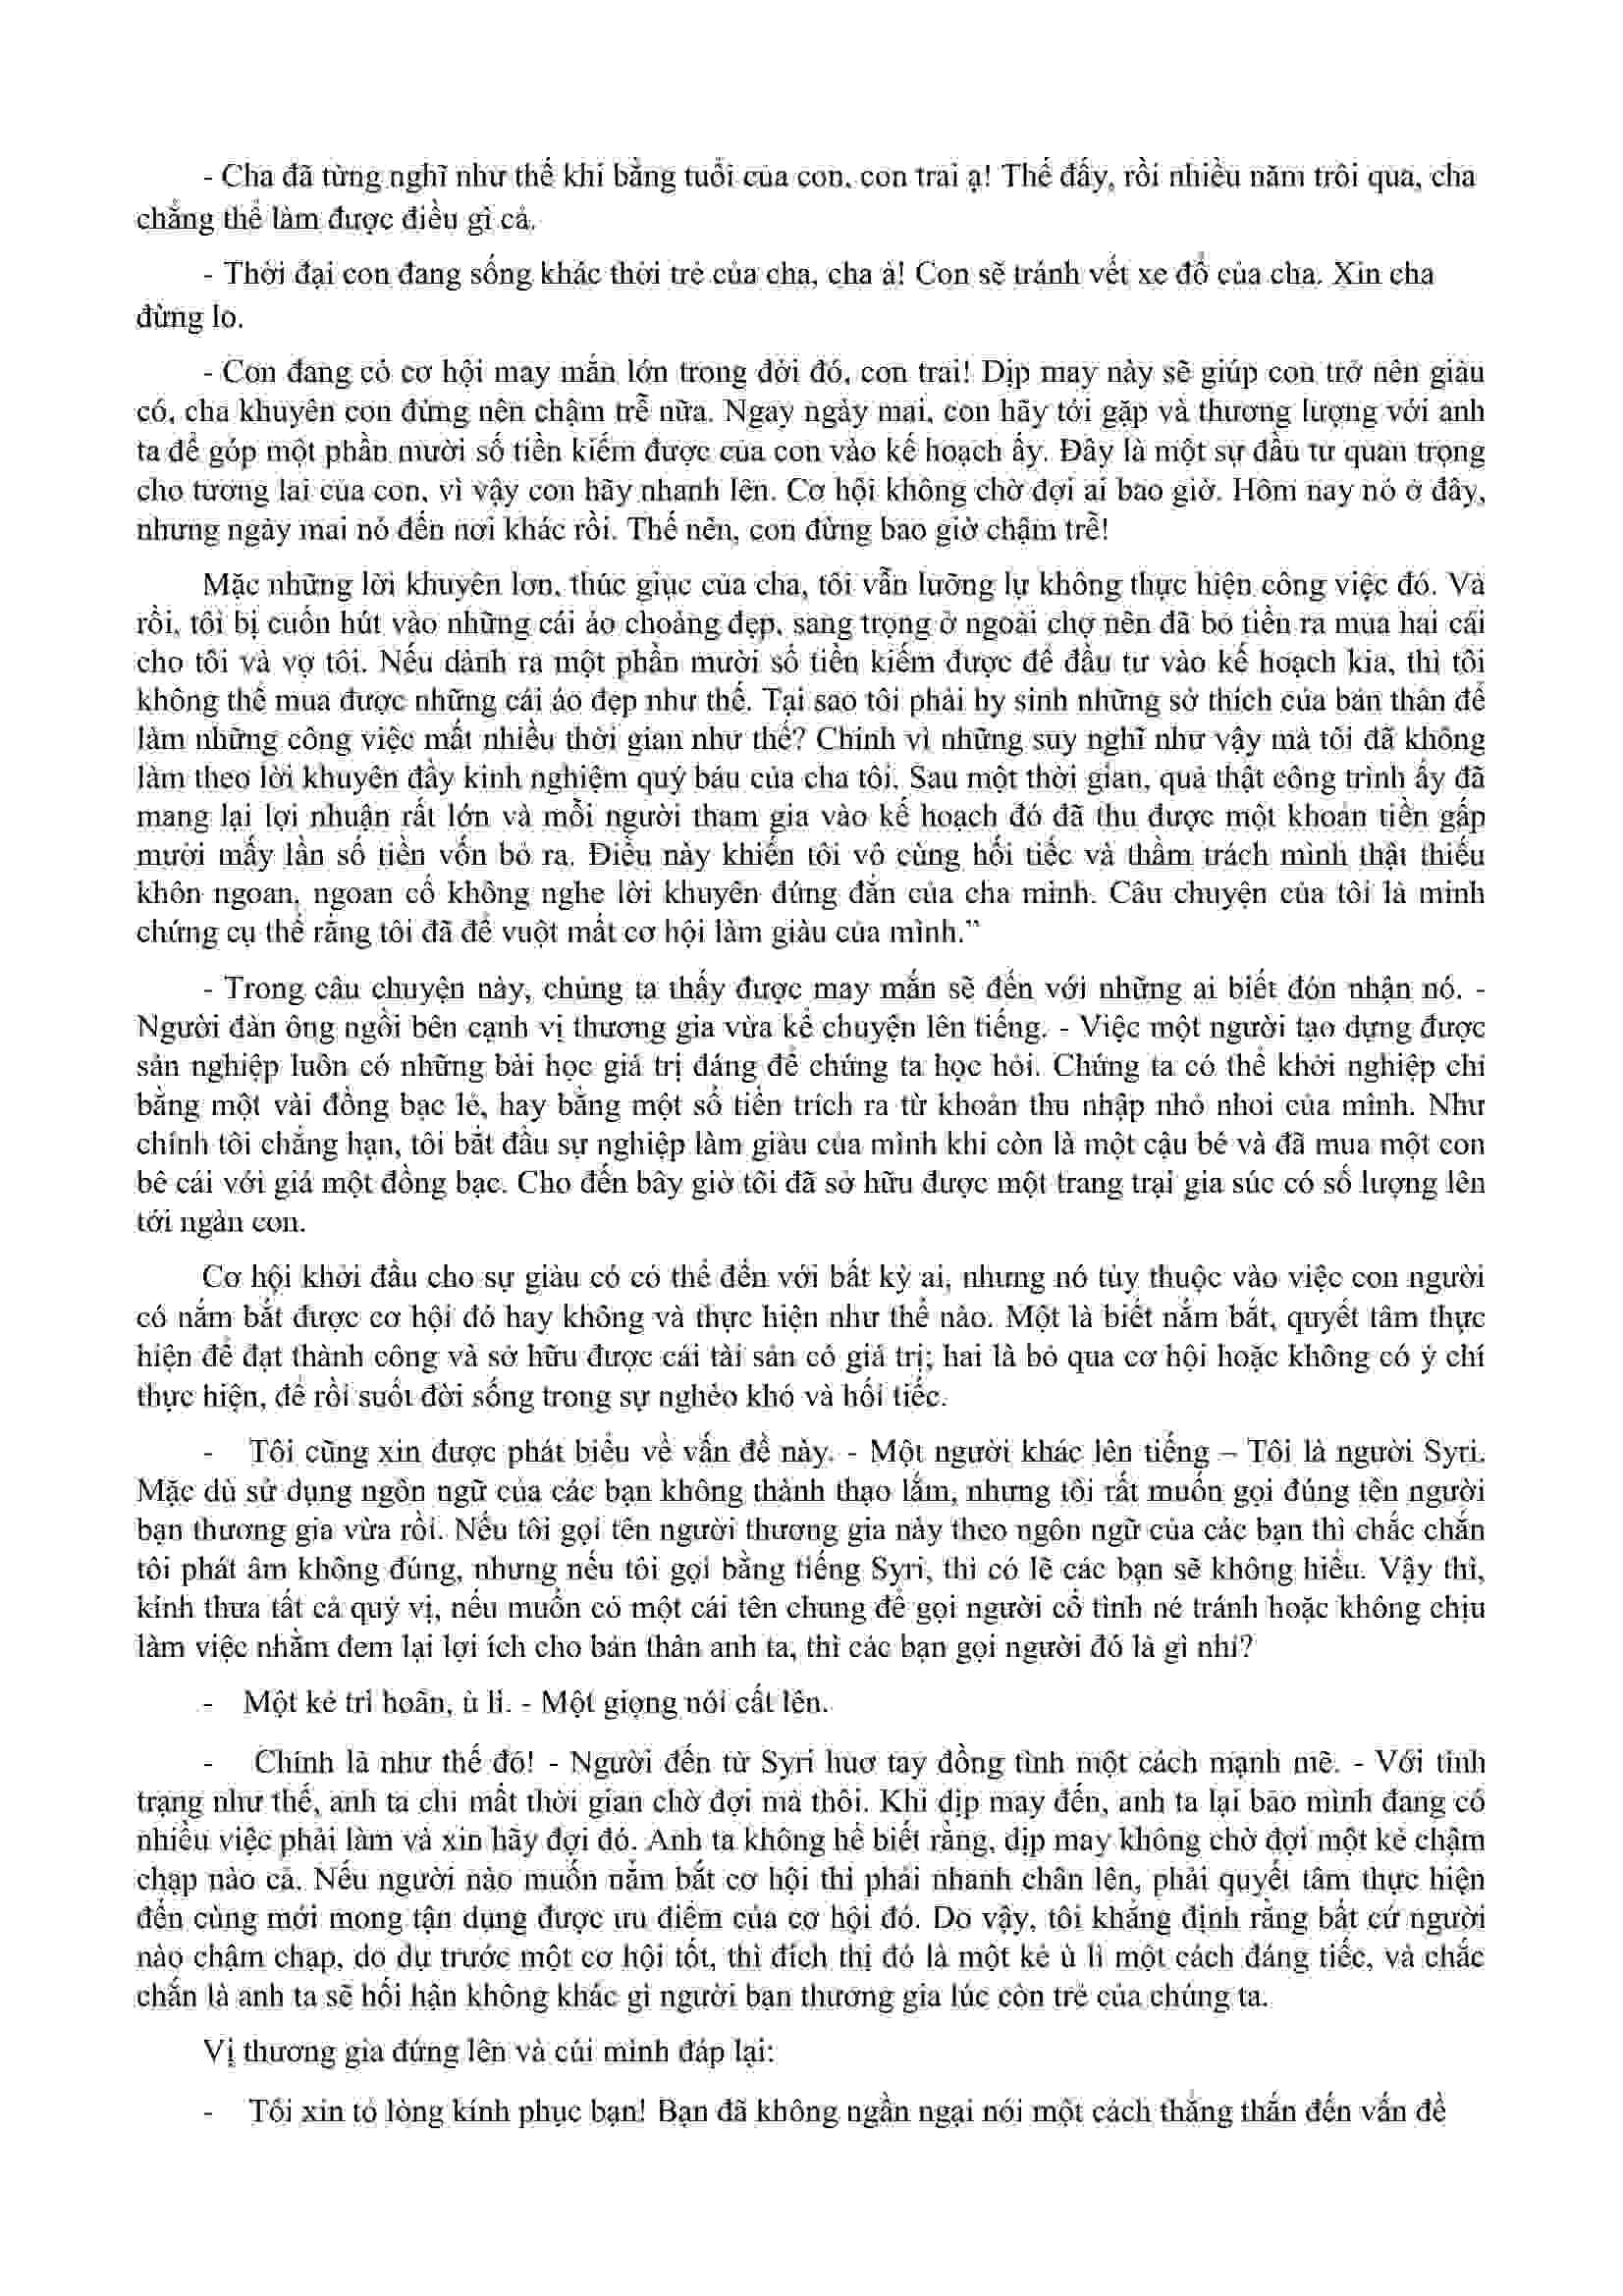 - Cha đã từng nghĩ như thế khi bằng tuổi của con, con trai ạ! Thế đấy, rồi nhiều năm trôi qua, cha
chẳng thể làm được điều gì cả.
- Thời đại con đang sống khác thời trẻ của cha, cha à! Con sẽ tránh vết xe đổ của cha. Xin cha
đừng lo.
- Con đang có cơ hội may mắn lớn trong đời đó, con trai! Dịp may này sẽ giúp con trở nên giàu
có, cha khuyên con đừng nên chậm trễ nữa. Ngay ngày mai, con hãy tới gặp và thương lượng với anh
ta để góp một phần mười số tiền kiếm được của con vào kế hoạch ấy. Đây là một sự đầu tư quan trọng
cho tương lai của con, vì vậy con hãy nhanh lên. Cơ hội không chờ đợi ai bao giờ. Hôm nay nó ở đây,
nhưng ngày mai nó đến nơi khác rồi. Thế nên, con đừng bao giờ chậm trễ!
Mặc những lời khuyên lơn, thúc giục của cha, tôi vẫn lưỡng lự không thực hiện công việc đó. Và
rồi, tôi bị cuốn hút vào những cái áo choàng đẹp, sang trọng ở ngoài chợ nên đã bỏ tiền ra mua hai cái
cho tôi và vợ tôi. Nếu dành ra một phần mười số tiền kiếm được để đầu tư vào kế hoạch kia, thì tôi
không thể mua được những cái áo đẹp như thế. Tại sao tôi phải hy sinh những sở thích của bản thân để
làm những công việc mất nhiều thời gian như thế? Chính vì những suy nghĩ như vậy mà tôi đã không
làm theo lời khuyên đầy kinh nghiệm quý báu của cha tôi. Sau một thời gian, quả thật công trình ấy đã
mang lại lợi nhuận rất lớn và mỗi người tham gia vào kế hoạch đó đã thu được một khoản tiền gấp
mười mấy lần số tiền vốn bỏ ra. Điều này khiến tôi vô cùng hối tiếc và thầm trách mình thật thiếu
khôn ngoan, ngoan cố không nghe lời khuyên đúng đắn của cha mình. Câu chuyện của tôi là minh
chứng cụ thể rằng tôi đã để vuột mất cơ hội làm giàu của mình.”
- Trong câu chuyện này, chúng ta thấy được may mắn sẽ đến với những ai biết đón nhận nó. -
Người đàn ông ngồi bên cạnh vị thương gia vừa kể chuyện lên tiếng. - Việc một người tạo dựng được
sản nghiệp luôn có những bài học giá trị đáng để chứng ta học hỏi. Chứng ta có thể khởi nghiệp chỉ
bằng một vài đồng bạc lẻ, hay bằng một số tiền trích ra từ khoản thu nhập nhỏ nhoi của mình. Như
chính tôi chẳng hạn, tôi bắt đầu sự nghiệp làm giàu của mình khi còn là một cậu bé và đã mua một con
bê cái với giá một đồng bạc. Cho đến bây giờ tôi đã sở hữu được một trang trại gia súc có số lượng lên
tới ngàn con.
Cơ hội khởi đầu cho sự giàu có có thể đến với bất kỳ ai, nhưng nó tùy thuộc vào việc con người
có nắm bắt được cơ hội đó hay không và thực hiện như thế nào. Một là biết nắm bắt, quyết tâm thực
hiện để đạt thành công và sở hữu được cái tài sản có giá trị; hai là bỏ qua cơ hội hoặc không có ý chí
thực hiện, để rồi suốt đời sống trong sự nghèo khó và hối tiếc.
- Tôi cũng xin được phát biểu về vấn đề này. - Một người khác lên tiếng – Tôi là người Syri.
Mặc dù sử dụng ngôn ngữ của các bạn không thành thạo lắm, nhưng tôi rất muốn gọi đúng tên người
bạn thương gia vừa rồi. Nếu tôi gọi tên người thương gia này theo ngôn ngữ của các bạn thì chắc chắn
tôi phát âm không đúng, nhưng nếu tôi gọi bằng tiếng Syri, thì có lẽ các bạn sẽ không hiểu. Vậy thì,
kính thưa tất cả quý vị, nếu muốn có một cái tên chung để gọi người cố tình né tránh hoặc không chịu
làm việc nhằm đem lại lợi ích cho bản thân anh ta, thì các bạn gọi người đó là gì nhỉ?
- Một kẻ trì hoãn, ù lì. - Một giọng nói cất lên.
- Chính là như thế đó! - Người đến từ Syri huơ tay đồng tình một cách mạnh mẽ. - Với tình
trạng như thế, anh ta chỉ mất thời gian chờ đợi mà thôi. Khi dịp may đến, anh ta lại bảo mình đang có
nhiều việc phải làm và xin hãy đợi đó. Anh ta không hề biết rằng, dịp may không chờ đợi một kẻ chậm
chạp nào cả. Nếu người nào muốn nắm bắt cơ hội thì phải nhanh chân lên, phải quyết tâm thực hiện
đến cùng mới mong tận dụng được ưu điểm của cơ hội đó. Do vậy, tôi khẳng định rằng bất cứ người
nào chậm chạp, do dự trước một cơ hội tốt, thì đích thị đó là một kẻ ù lì một cách đáng tiếc, và chắc
chắn là anh ta sẽ hối hận không khác gì người bạn thương gia lúc còn trẻ của chúng ta.
Vị thương gia đứng lên và cúi mình đáp lại:
- Tôi xin tỏ lòng kính phục bạn! Bạn đã không ngần ngại nói một cách thẳng thắn đến vấn đề